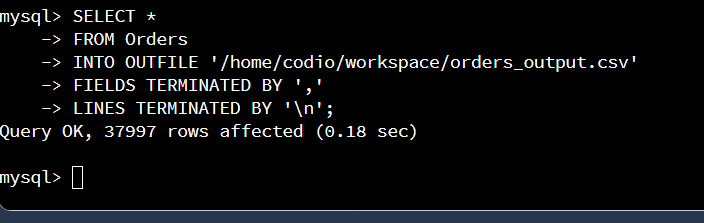 mysql> SELECT *
-> FROM Orders
-> INTO OUTFILE '/home/codio/workspace/orders_output.csv'
-> FIELDS TERMINATED BY ','
-> LINES TERMINATED BY '\n';
Query OK, 37997 rows affected (0.18 sec)
mysql>